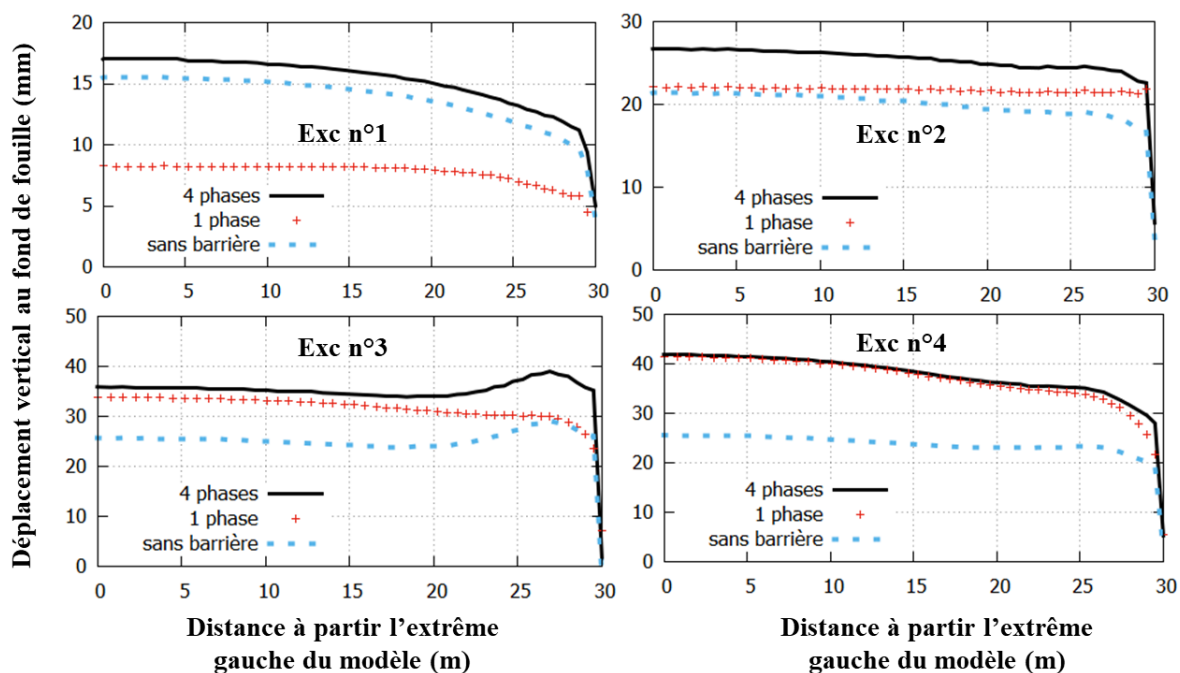 Déplacement vertical au fond de fouille (mm)
20
15
10
5
0
Exc n°1
4 phases
1 phase
sans barrière
0 5 10 15 20 25 30
30
20
10
0
Exc n°2
4 phases
1 phase
sans barrière
0 5 10 15 20 25 30
50
40
30
20
10
0
Exc n°3
4 phases
1 phase
sans barrière
0 5 10 15 20 25 30
50
40
30
20
10
0
Exc n°4
4 phases
1 phase
sans barrière
0 5 10 15 20 25 30
Distance à partir l’extrême
gauche du modèle (m)
Distance à partir l’extrême
gauche du modèle (m)